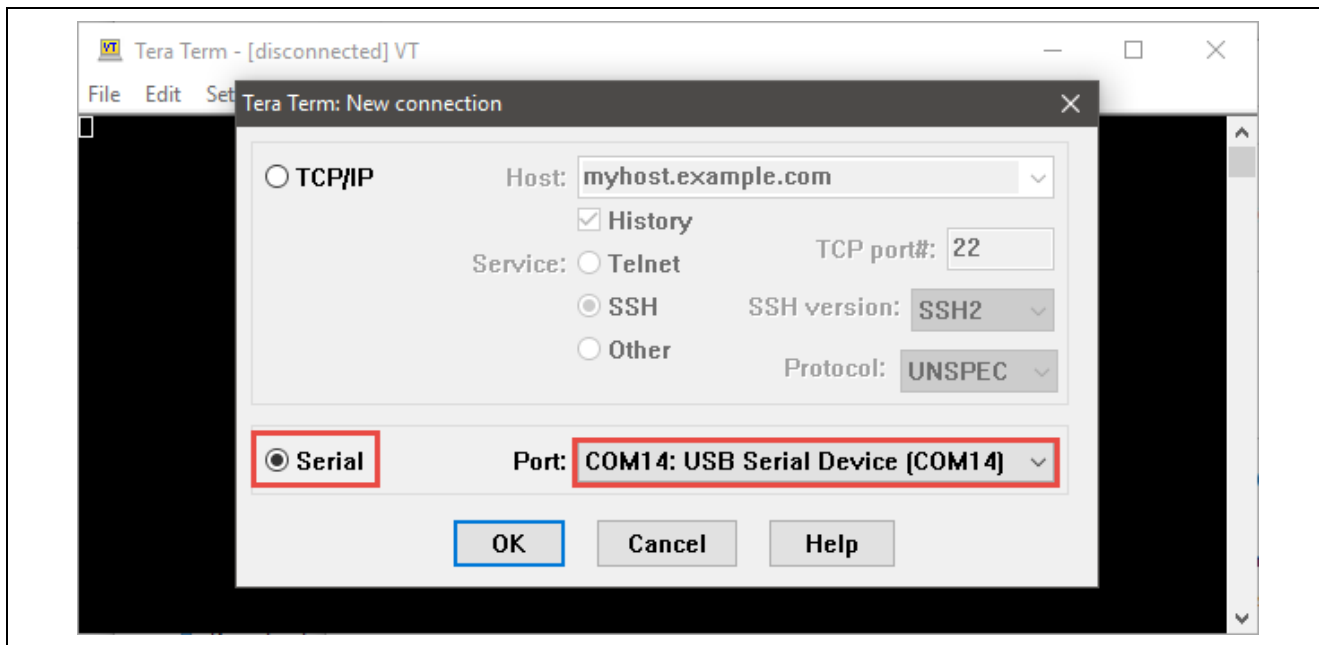 VT Tera Term - [disconnected] VT
File Edit Set
Tera Term: New connection
TCP/IP Host: myhost.example.com
History
Service: Telnet TCP port#: 22
SSH SSH version: SSH2
Other Protocol: UNSPEC
Serial Port: COM14: USB Serial Device (COM14)
OK Cancel Help